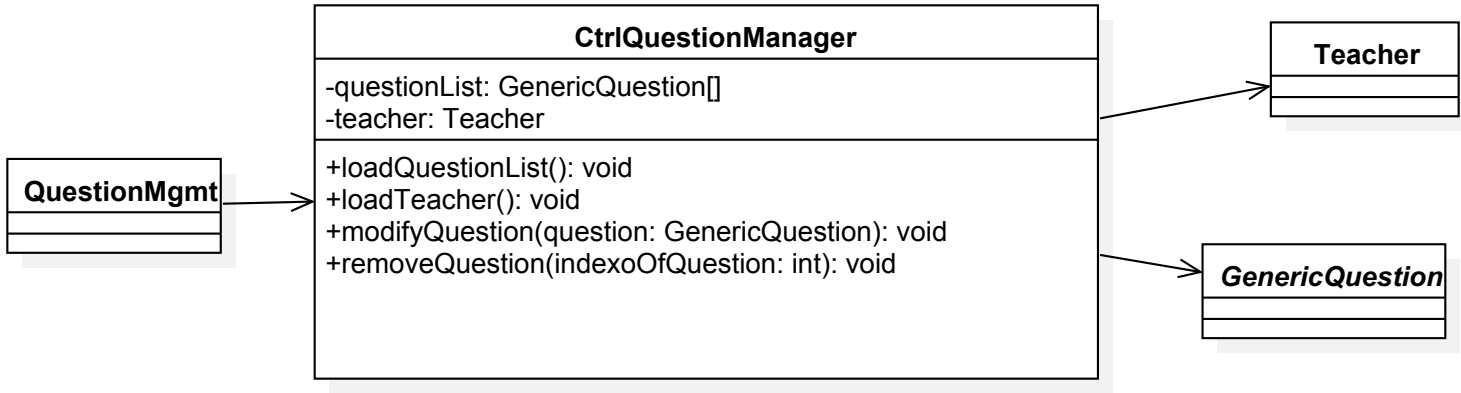 CtrlQuestionManager
-questionList: GenericQuestion[]
-teacher: Teacher
+loadQuestionList(): void
+loadTeacher(): void
+modifyQuestion(question: GenericQuestion): void
+removeQuestion(indexoOfQuestion: int): void
QuestionMgmt
Teacher
GenericQuestion